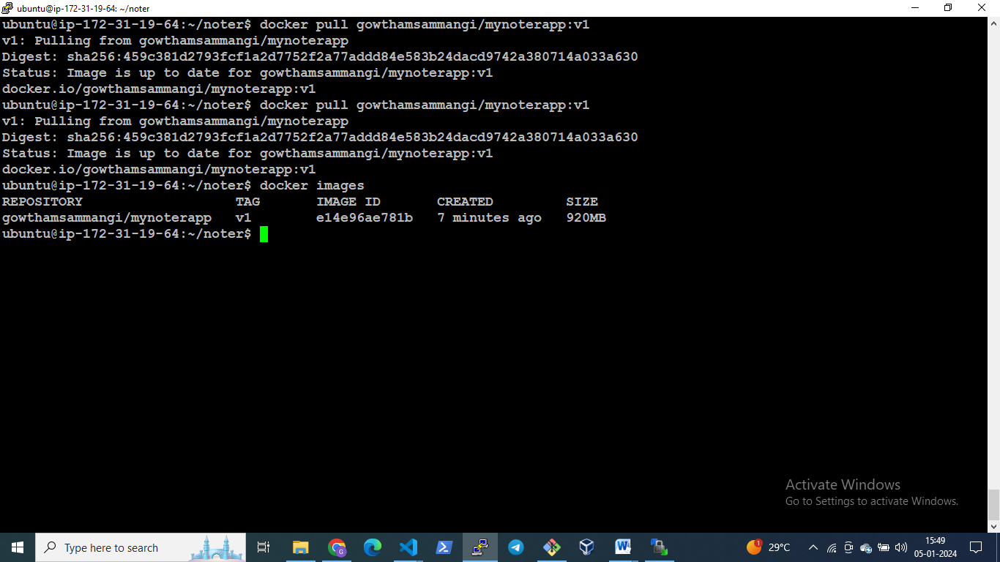 ubuntu@ip-172-31-19-64: ~/noter
ubuntu@ip-172-31-19-64:~/noter$ docker pull gowthamsammangi/mynoterapp:v1
v1: Pulling from gowthamsammangi/mynoterapp
Digest: sha256:459c381d2793fcf1a2d7752f2a77addd84e583b24dacd9742a380714a033a630
Status: Image is up to date for gowthamsammangi/mynoterapp:v1
docker.io/gowthamsammangi/mynoterapp:v1
ubuntu@ip-172-31-19-64:~/noter$ docker pull gowthamsammangi/mynoterapp:v1
v1: Pulling from gowthamsammangi/mynoterapp
Digest: sha256:459c381d2793fcf1a2d7752f2a77addd84e583b24dacd9742a380714a033a630
Status: Image is up to date for gowthamsammangi/mynoterapp:v1
docker.io/gowthamsammangi/mynoterapp:v1
ubuntu@ip-172-31-19-64:~/noter$ docker images
REPOSITORY TAG IMAGE ID CREATED SIZE
gowthamsammangi/mynoterapp v1 e14e96ae781b 7 minutes ago 920MB
ubuntu@ip-172-31-19-64:~/noter$
Activate Windows
Go to Settings to activate Windows.
Type here to search
G
W
1
29°C
15:49
05-01-2024